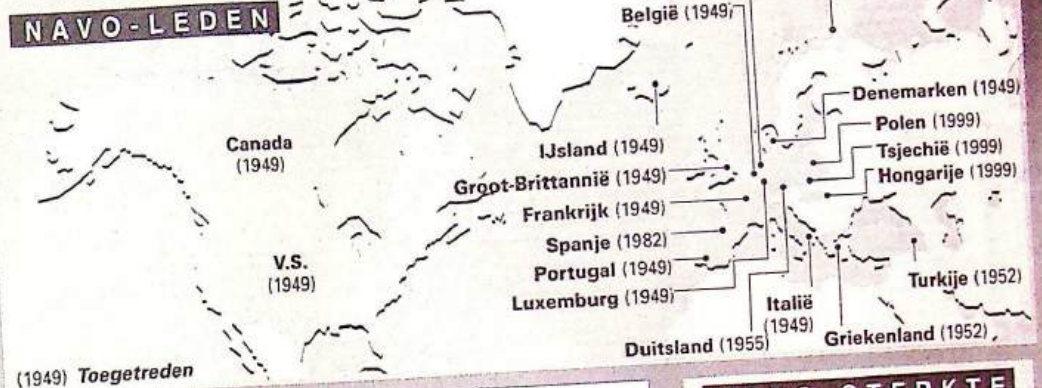 NAVO-LEDEN
België (1949)
Denemarken (1949)
Polen (1999)
Canada
(1949)
IJsland (1949)
Tsjechië (1999)
Groot-Brittannië (1949)
Hongarije (1999)
Frankrijk (1949)
Spanje (1982)
V.S.
(1949)
Portugal (1949)
Turkije (1952)
Luxemburg (1949)
Italië
(1949)
Duitsland (1955)
Griekenland (1952)
(1949) Toegetreden